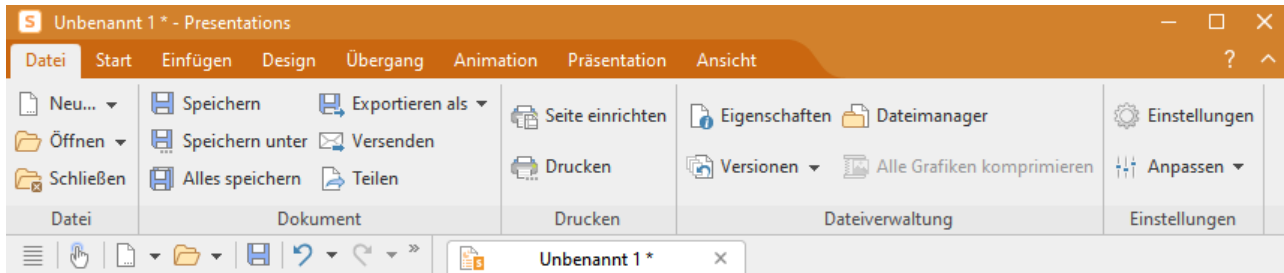 Unbenannt 1 * - Presentations
Datei Start Einfügen Design Übergang Animation Präsentation Ansicht ?
Neu... Speichern Exportieren als Seite einrichten Eigenschaften Dateimanager Einstellungen
Öffnen Speichern unter Versenden
Schließen Alles speichern Teilen Drucken Versionen Alle Grafiken komprimieren Anpassen
Datei Dokument Drucken Dateiverwaltung Einstellungen
Unbenannt 1 *